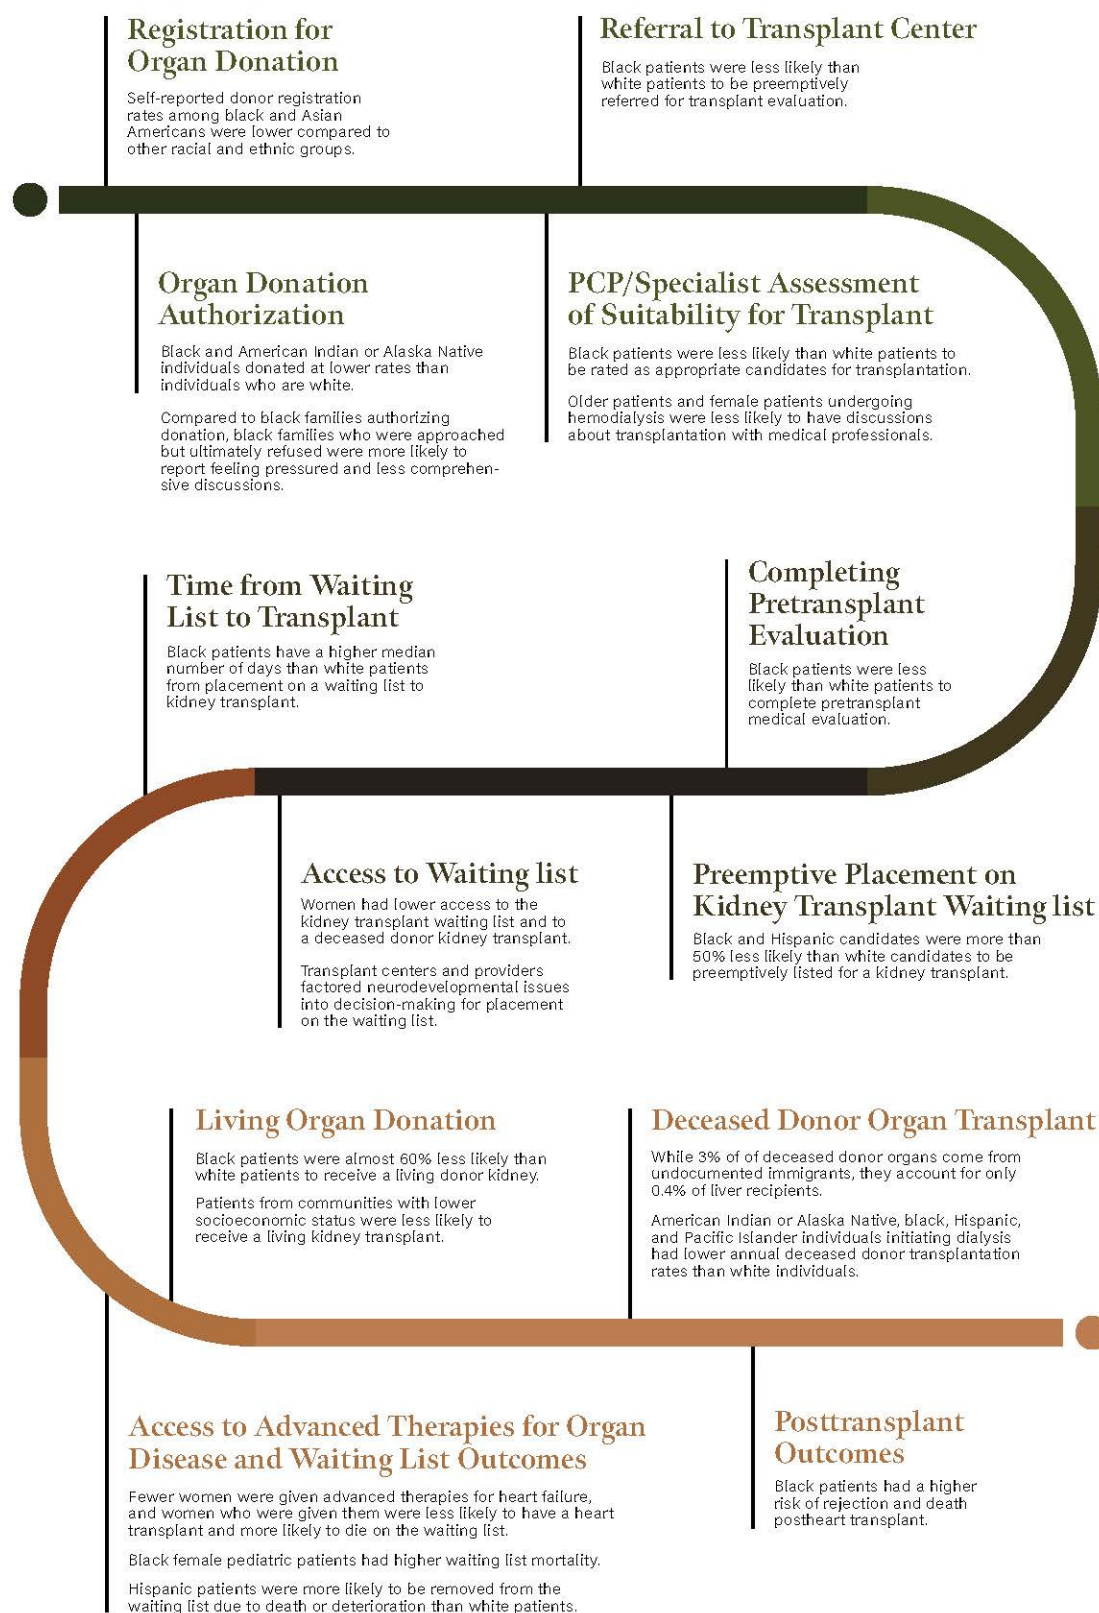 Registration for
Organ Donation
Self-reported donor registration
rates among black and Asian
Americans were lower compared to
other racial and ethnic groups.
Referral to Transplant Center
Black patients were less likely than
white patients to be preemptively
referred for transplant evaluation.
Organ Donation
Authorization
Black and American Indian or Alaska Native
individuals donated at lower rates than
individuals who are white.
Compared to black families authorizing
donation, black families who were approached
but ultimately refused were more likely to
report feeling pressured and less comprehen-
sive discussions.
PCP/Specialist Assessment
of Suitability for Transplant
Black patients were less likely than white patients to
be rated as appropriate candidates for transplantation.
Older patients and female patients undergoing
hemodialysis were less likely to have discussions
about transplantation with medical professionals.
Time from Waiting
List to Transplant
Black patients have a higher median
number of days than white patients
from placement on a waiting list to
kidney transplant.
Completing
Pretransplant
Evaluation
Black patients were less
likely than white patients to
complete pretransplant
medical evaluation.
Access to Waiting list
Women had lower access to the
kidney transplant waiting list and to
a deceased donor kidney transplant.
Transplant centers and providers
factored neurodevelopmental issues
into decision-making for placement
on the waiting list.
Preemptive Placement on
Kidney Transplant Waiting list
Black and Hispanic candidates were more than
50% less likely than white candidates to be
preemptively listed for a kidney transplant.
Living Organ Donation
Black patients were almost 60% less likely than
white patients to receive a living donor kidney.
Patients from communities with lower
socioeconomic status were less likely to
receive a living kidney transplant.
Deceased Donor Organ Transplant
While 3% of of deceased donor organs come from
undocumented immigrants, they account for only
0.4% of liver recipients.
American Indian or Alaska Native, black, Hispanic,
and Pacific Islander individuals initiating dialysis
had lower annual deceased donor transplantation
rates than white individuals.
Access to Advanced Therapies for Organ
Disease and Waiting List Outcomes
Fewer women were given advanced therapies for heart failure,
and women who were given them were less likely to have a heart
transplant and more likely to die on the waiting list.
Black female pediatric patients had higher waiting list mortality.
Hispanic patients were more likely to be removed from the
waiting list due to death or deterioration than white patients.
Posttransplant
Outcomes
Black patients had a higher
risk of rejection and death
postheart transplant.